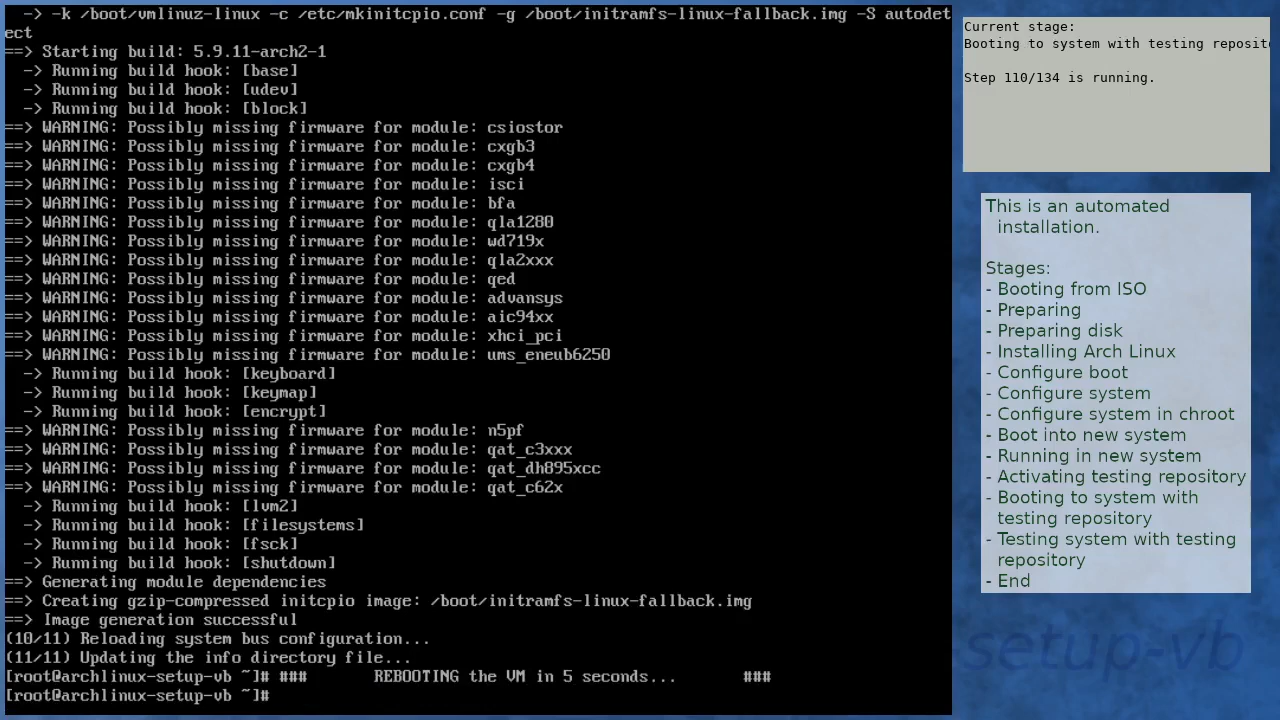 -> -k /boot/vmlinuz-linux -c /etc/mkinitcpio.conf -g /boot/initramfs-linux-fallback.img -S autodet
ect
==> Starting build: 5.9.11-arch2-1
  -> Running build hook: [base]
  -> Running build hook: [udev]
  -> Running build hook: [block]
==> WARNING: Possibly missing firmware for module: csiostor
==> WARNING: Possibly missing firmware for module: cxgb3
==> WARNING: Possibly missing firmware for module: cxgb4
==> WARNING: Possibly missing firmware for module: isci
==> WARNING: Possibly missing firmware for module: bfa
==> WARNING: Possibly missing firmware for module: qla1280
==> WARNING: Possibly missing firmware for module: wd719x
==> WARNING: Possibly missing firmware for module: qla2xxx
==> WARNING: Possibly missing firmware for module: qed
==> WARNING: Possibly missing firmware for module: advansys
==> WARNING: Possibly missing firmware for module: aic94xx
==> WARNING: Possibly missing firmware for module: xhci_pci
==> WARNING: Possibly missing firmware for module: ums_eneub6250
  -> Running build hook: [keyboard]
  -> Running build hook: [keymap]
  -> Running build hook: [encrypt]
==> WARNING: Possibly missing firmware for module: n5pf
==> WARNING: Possibly missing firmware for module: qat_c3xxx
==> WARNING: Possibly missing firmware for module: qat_dh895xcc
==> WARNING: Possibly missing firmware for module: qat_c62x
  -> Running build hook: [lvm2]
  -> Running build hook: [filesystems]
  -> Running build hook: [fsck]
  -> Running build hook: [shutdown]
==> Generating module dependencies
==> Creating gzip-compressed initcpio image: /boot/initramfs-linux-fallback.img
==> Image generation successful
(10/11) Reloading system bus configuration...
(11/11) Updating the info directory file...
[root@archlinux-setup-vb ~]# ###       REBOOTING the VM in 5 seconds...       ###
[root@archlinux-setup-vb ~]#
Current stage:
Booting to system with testing reposito
Step 110/134 is running.
This is an automated
installation.
Stages:
- Booting from ISO
- Preparing
- Preparing disk
- Installing Arch Linux
- Configure boot
- Configure system
- Configure system in chroot
- Boot into new system
- Running in new system
- Activating testing repository
- Booting to system with
testing repository
- Testing system with testing
repository
- End
setup-vb